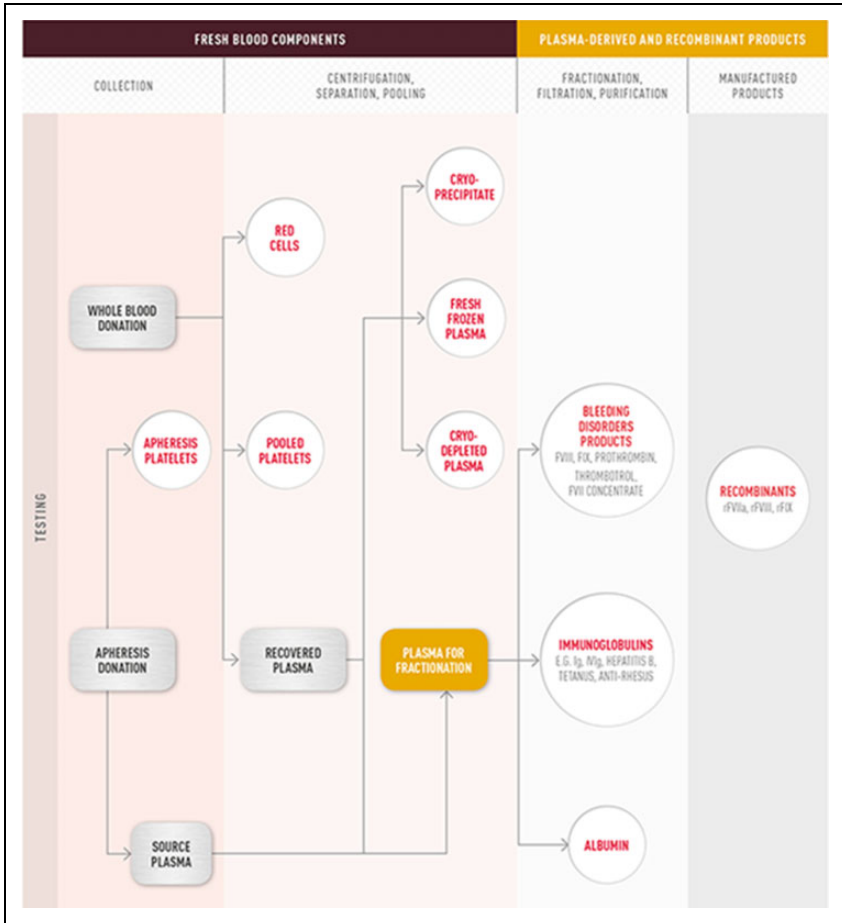 FRESH BLOOD COMPONENTS
PLASMA-DERIVED AND RECOMBINANT PRODUCTS
COLLECTION
CENTRIFUGATION,
SEPARATION, POOLING
FRACTIONATION,
FILTRATION, PURIFICATION
MANUFACTURED
PRODUCTS
TESTING
CRYO-
PRECIPITATE
RED
CELLS
WHOLE BLOOD
DONATION
FRESH
FROZEN
PLASMA
APHERESIS
PLATELETS
POOLED
PLATELETS
CRYO-
DEPLETED
PLASMA
BLEEDING
DISORDERS
PRODUCTS
FVIII, FIX, PROTHROMBIN,
THROMBOTROL,
FVII CONCENTRATE
RECOMBINANTS
rFVIIa, rFVIII, rFIX
APHERESIS
DONATION
RECOVERED
PLASMA
PLASMA FOR
FRACTIONATION
IMMUNOGLOBULINS
E.G. Ig, IVIg, HEPATITIS B,
TETANUS, ANTI-RHESUS
SOURCE
PLASMA
ALBUMIN